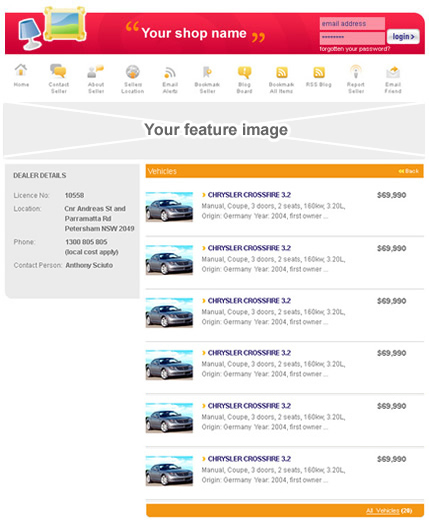 “ Your shop name ”
email address
••••••••
login >
forgotten your password?
Home
Contact Seller
About Seller
Sellers Location
Email Alerts
Bookmark Seller
Blog Board
Bookmark All Items
RSS Blog
Report Seller
Email Friend
Your feature image
DEALER DETAILS
Licence No: 10558
Location: Cnr Andreas St and
Parramatta Rd
Petersham NSW 2049
Phone: 1300 805 805
(local cost apply)
Contact Person: Anthony Sciuto
Vehicles
Back
CHRYSLER CROSSFIRE 3.2 $69,990
Manual, Coupe, 3 doors, 2 seats, 160kw, 3.20L,
Origin: Germany Year: 2004, first owner ...
CHRYSLER CROSSFIRE 3.2 $69,990
Manual, Coupe, 3 doors, 2 seats, 160kw, 3.20L,
Origin: Germany Year: 2004, first owner ...
CHRYSLER CROSSFIRE 3.2 $69,990
Manual, Coupe, 3 doors, 2 seats, 160kw, 3.20L,
Origin: Germany Year: 2004, first owner ...
CHRYSLER CROSSFIRE 3.2 $69,990
Manual, Coupe, 3 doors, 2 seats, 160kw, 3.20L,
Origin: Germany Year: 2004, first owner ...
CHRYSLER CROSSFIRE 3.2 $69,990
Manual, Coupe, 3 doors, 2 seats, 160kw, 3.20L,
Origin: Germany Year: 2004, first owner ...
CHRYSLER CROSSFIRE 3.2 $69,990
Manual, Coupe, 3 doors, 2 seats, 160kw, 3.20L,
Origin: Germany Year: 2004, first owner ...
All Vehicles (28)